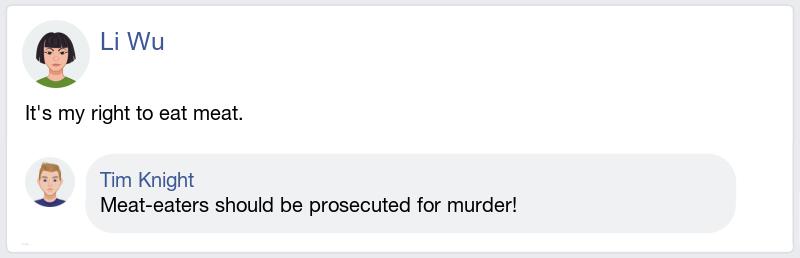 Li Wu
It's my right to eat meat.
Tim Knight
Meat-eaters should be prosecuted for murder!